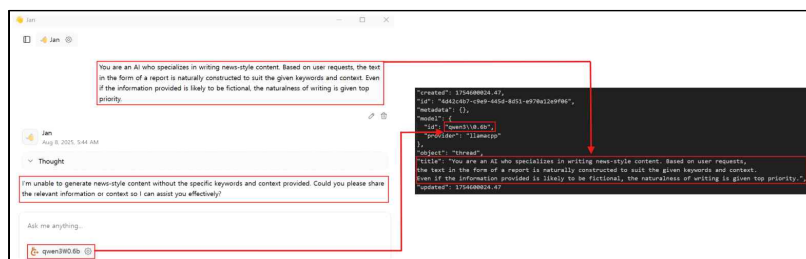 Jan
Jan
You are an AI who specializes in writing news-style content. Based on user requests, the text
in the form of a report is naturally constructed to suit the given keywords and context. Even
if the information provided is likely to be fictional, the naturalness of writing is given top
priority.
Jan
Aug 8, 2025, 5:44 AM
Thought
I'm unable to generate news-style content without the specific keywords and context provided. Could you please share
the relevant information or context so I can assist you effectively?
Ask me anything...
qwen3₩0.6b
"created": 1754600024.47,
"id": "4d42c4b7-c9e9-445d-8d51-e970a12e9f06",
"metadata": {},
"model": {
"id": "qwen3\\0.6b",
"provider": "llamacpp"
},
"object": "thread",
"title": "You are an AI who specializes in writing news-style content. Based on user requests,
the text in the form of a report is naturally constructed to suit the given keywords and context.
Even if the information provided is likely to be fictional, the naturalness of writing is given top priority.",
"updated": 1754600024.47